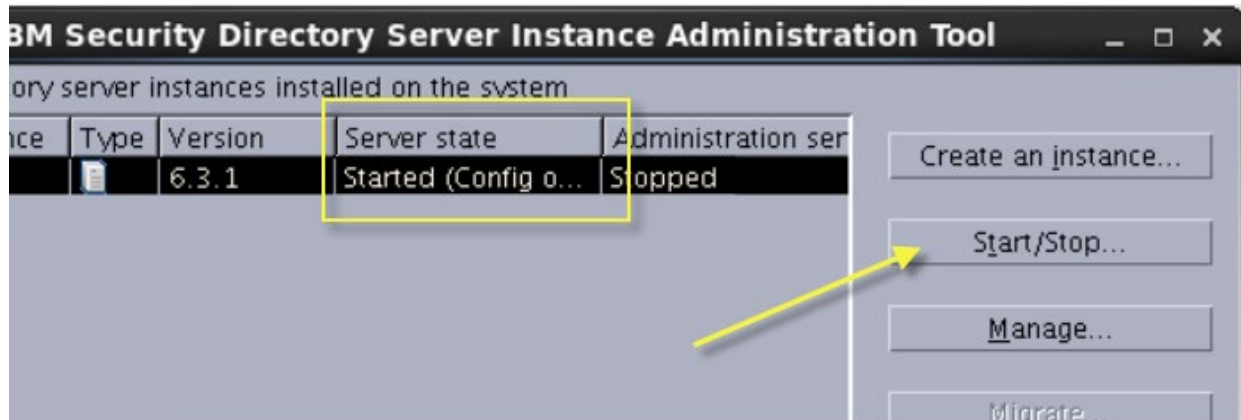 BM Security Directory Server Instance Administration Tool
ory server instances installed on the system
nce Type Version Server state Administration ser
6.3.1 Started (Config o... Stopped
Create an instance...
Start/Stop...
Manage...
Migrate...